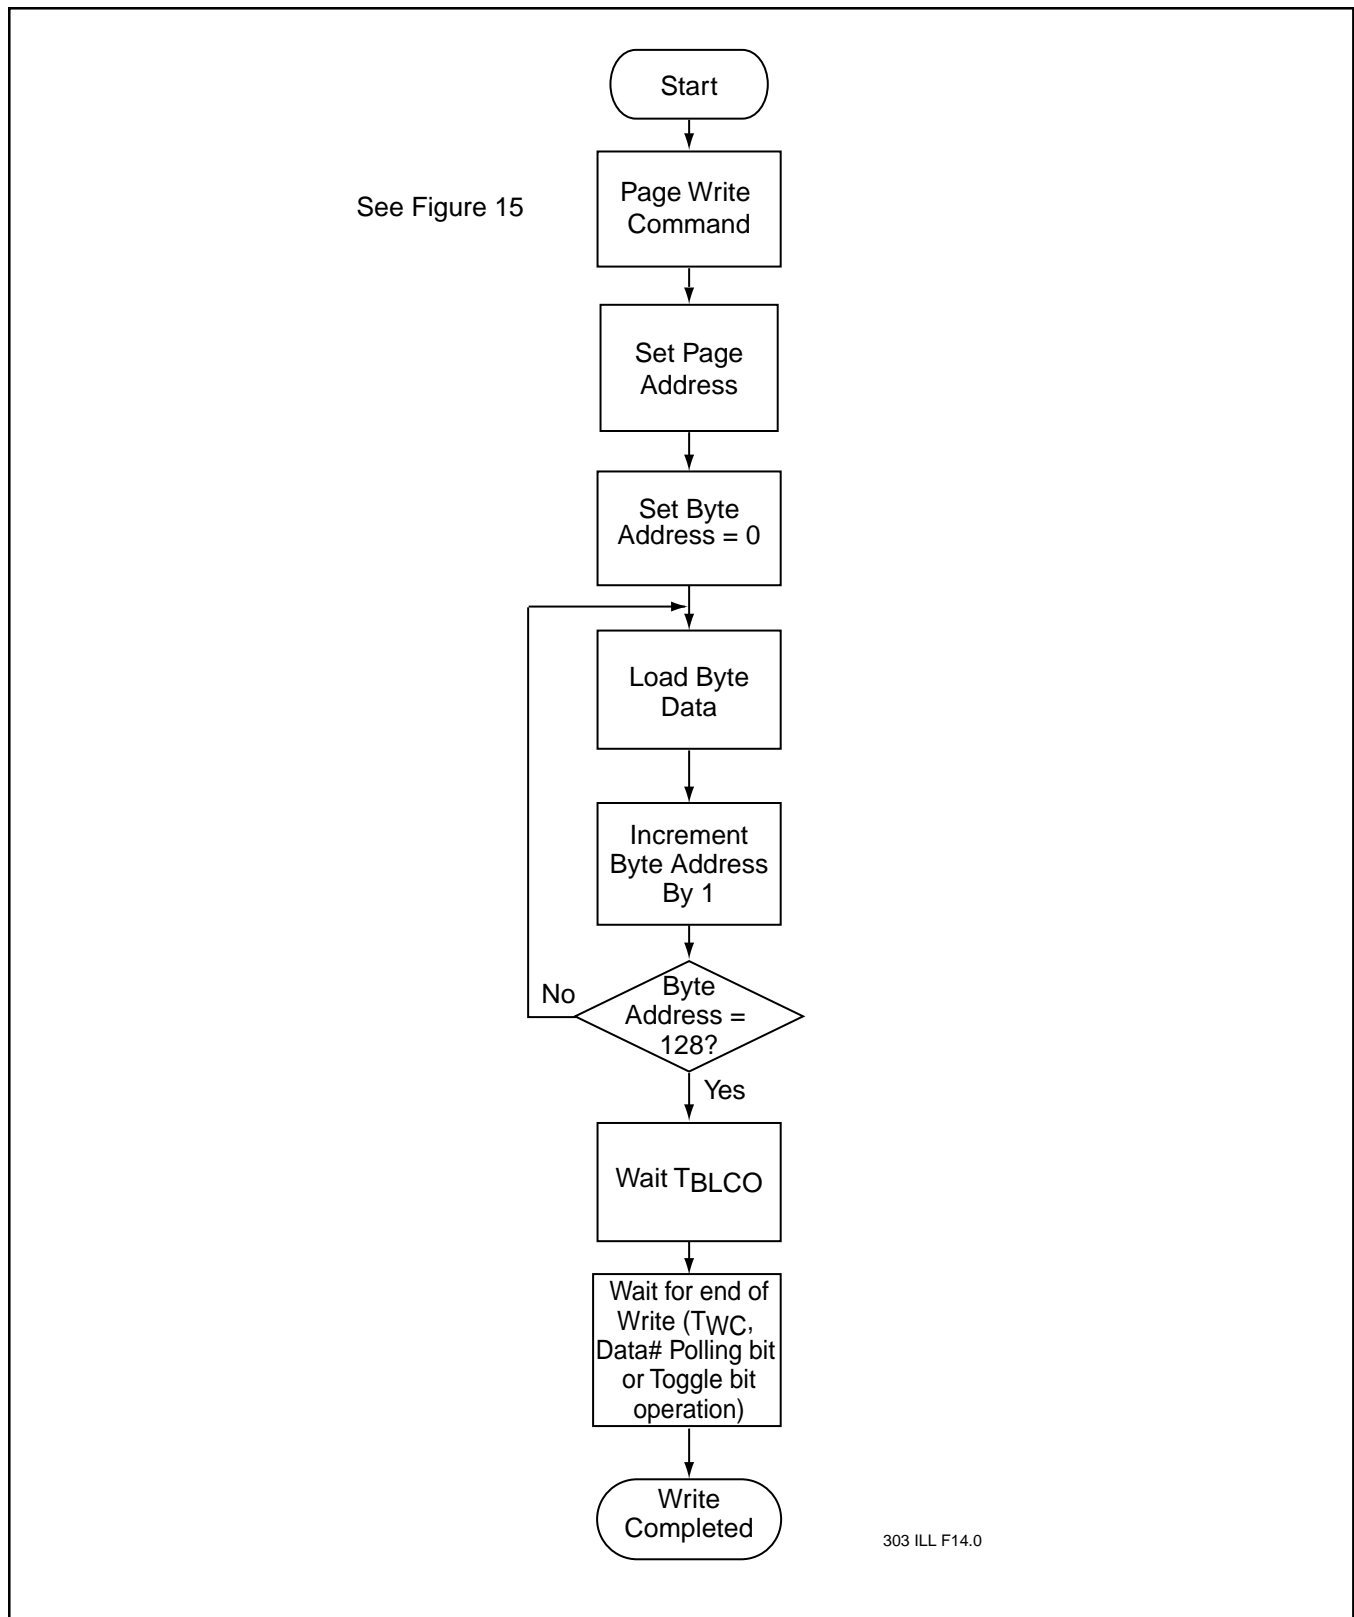 Start
See Figure 15
Page Write
Command
Set Page
Address
Set Byte
Address = 0
Load Byte
Data
Increment
Byte Address
By 1
No
Byte
Address =
128?
Yes
Wait TBLCO
Wait for end of
Write (TWC,
Data# Polling bit
or Toggle bit
operation)
Write
Completed
303 ILL F14.0